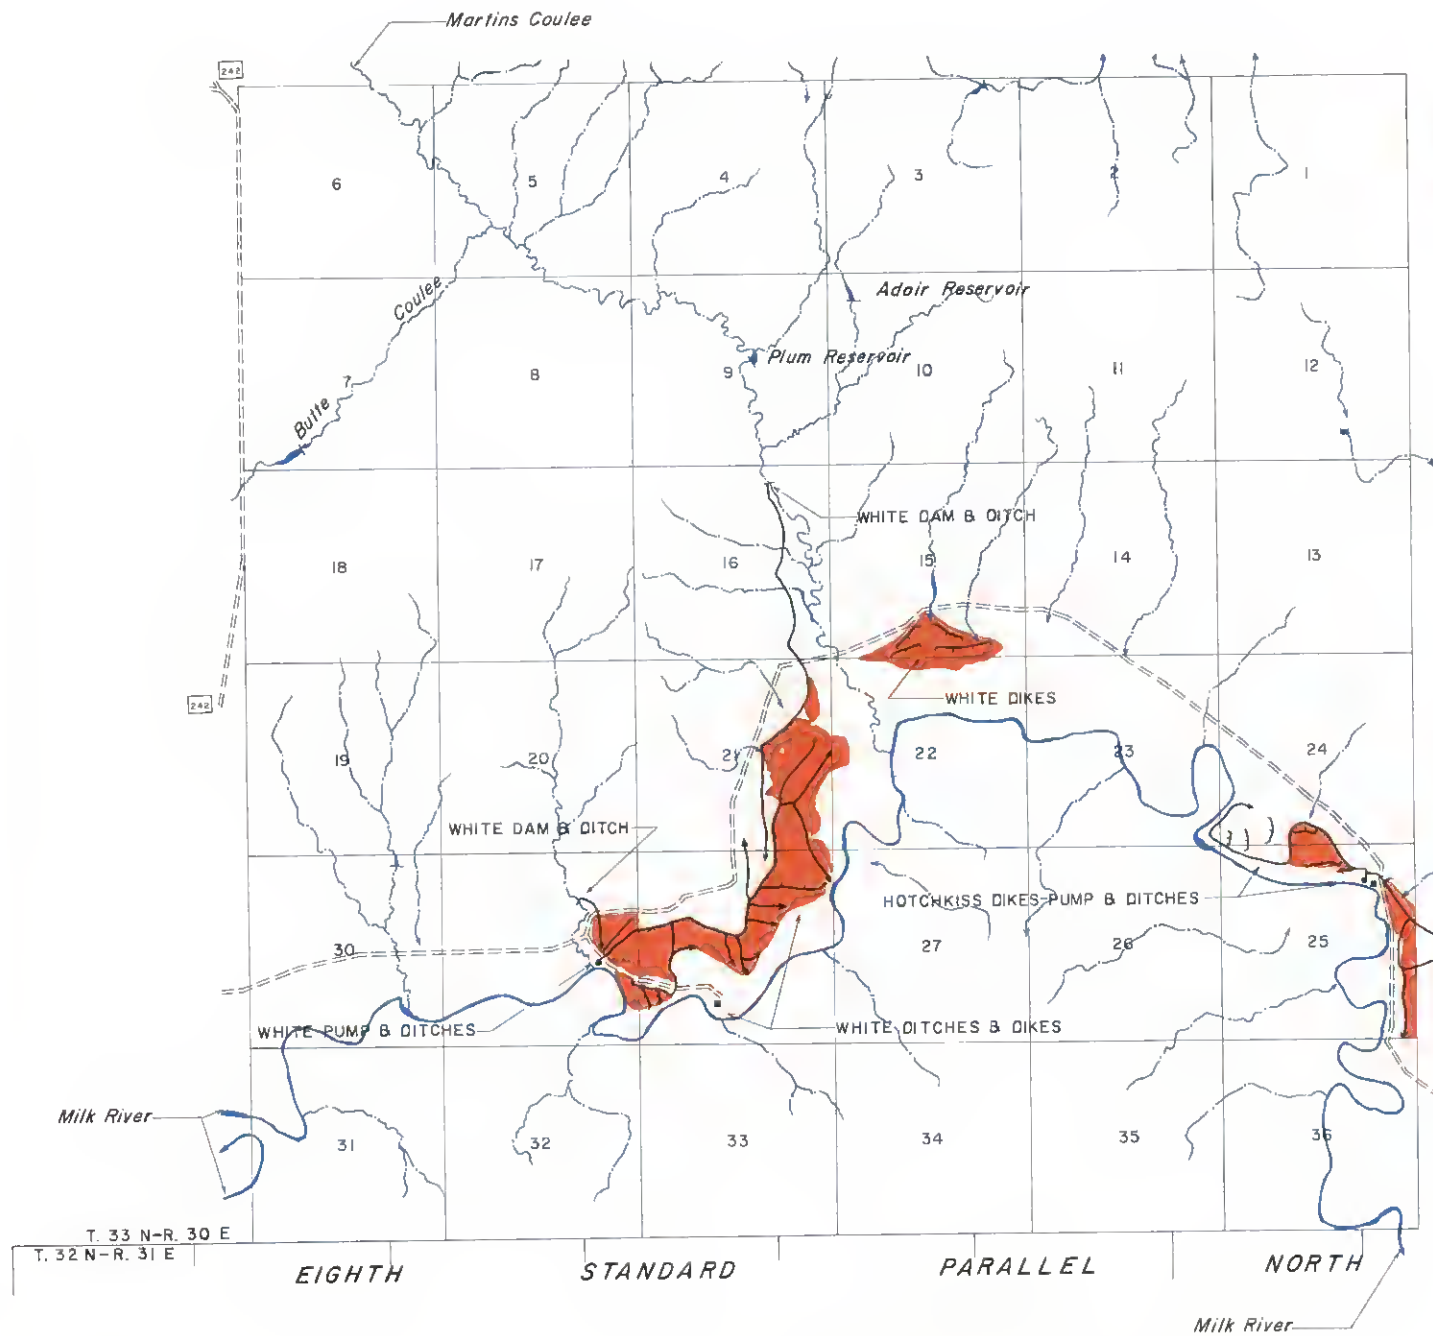 Martins Coulee
242
6
5
4
3
2
1
Adair Reservoir
Coulee
Plum Reservoir
7
8
9
10
11
12
Butte
WHITE DAM & DITCH
18
17
16
15
14
13
242
WHITE DIKES
19
20
21
22
23
24
WHITE DAM & DITCH
HOTCHKISS DIKES-PUMP & DITCHES
30
27
26
25
WHITE PUMP & DITCHES
WHITE DITCHES & DIKES
Milk River
31
32
33
34
35
36
T. 33 N-R. 30 E
T. 32 N-R. 31 E
EIGHTH STANDARD PARALLEL NORTH
Milk River